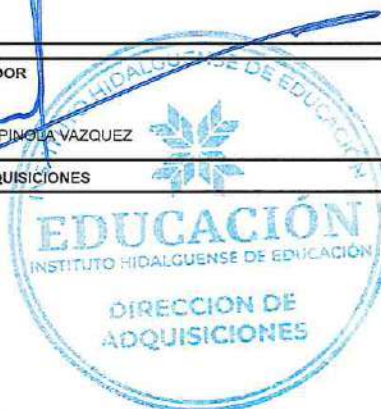 DOR
INSTITUTO HIDALGUENSE DE EDUCACIÓN
PINOLA VAZQUEZ
QUISICIONES
EDUCACIÓN
INSTITUTO HIDALGUENSE DE EDUCACIÓN
DIRECCION DE
ADQUISICIONES